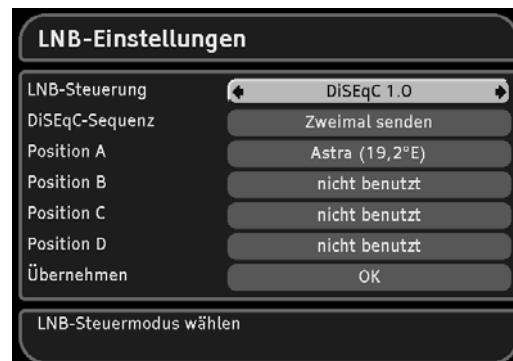 LNB-Einstellungen
LNB-Steuerung DiSEqC 1.0
DiSEqC-Sequenz Zweimal senden
Position A Astra (19,2°E)
Position B nicht benutzt
Position C nicht benutzt
Position D nicht benutzt
Übernehmen OK
LNB-Steuermodus wählen